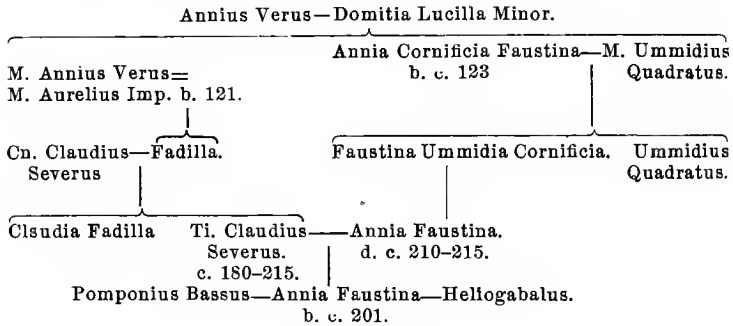 Annius Verus—Domitia Lucilla Minor.
Annia Cornificia Faustina—M. Ummidius
M. Annius Verus= b. c. 123 Quadratus.
M. Aurelius Imp. b. 121.
Cn. Claudius—Fadilla. Faustina Ummidia Cornificia. Ummidius
Severus Quadratus.
Clsudia Fadilla Ti. Claudius—Annia Faustina.
Severus. d. c. 210–215.
c. 180–215.
Pomponius Bassus—Annia Faustina—Heliogabalus.
b. c. 201.